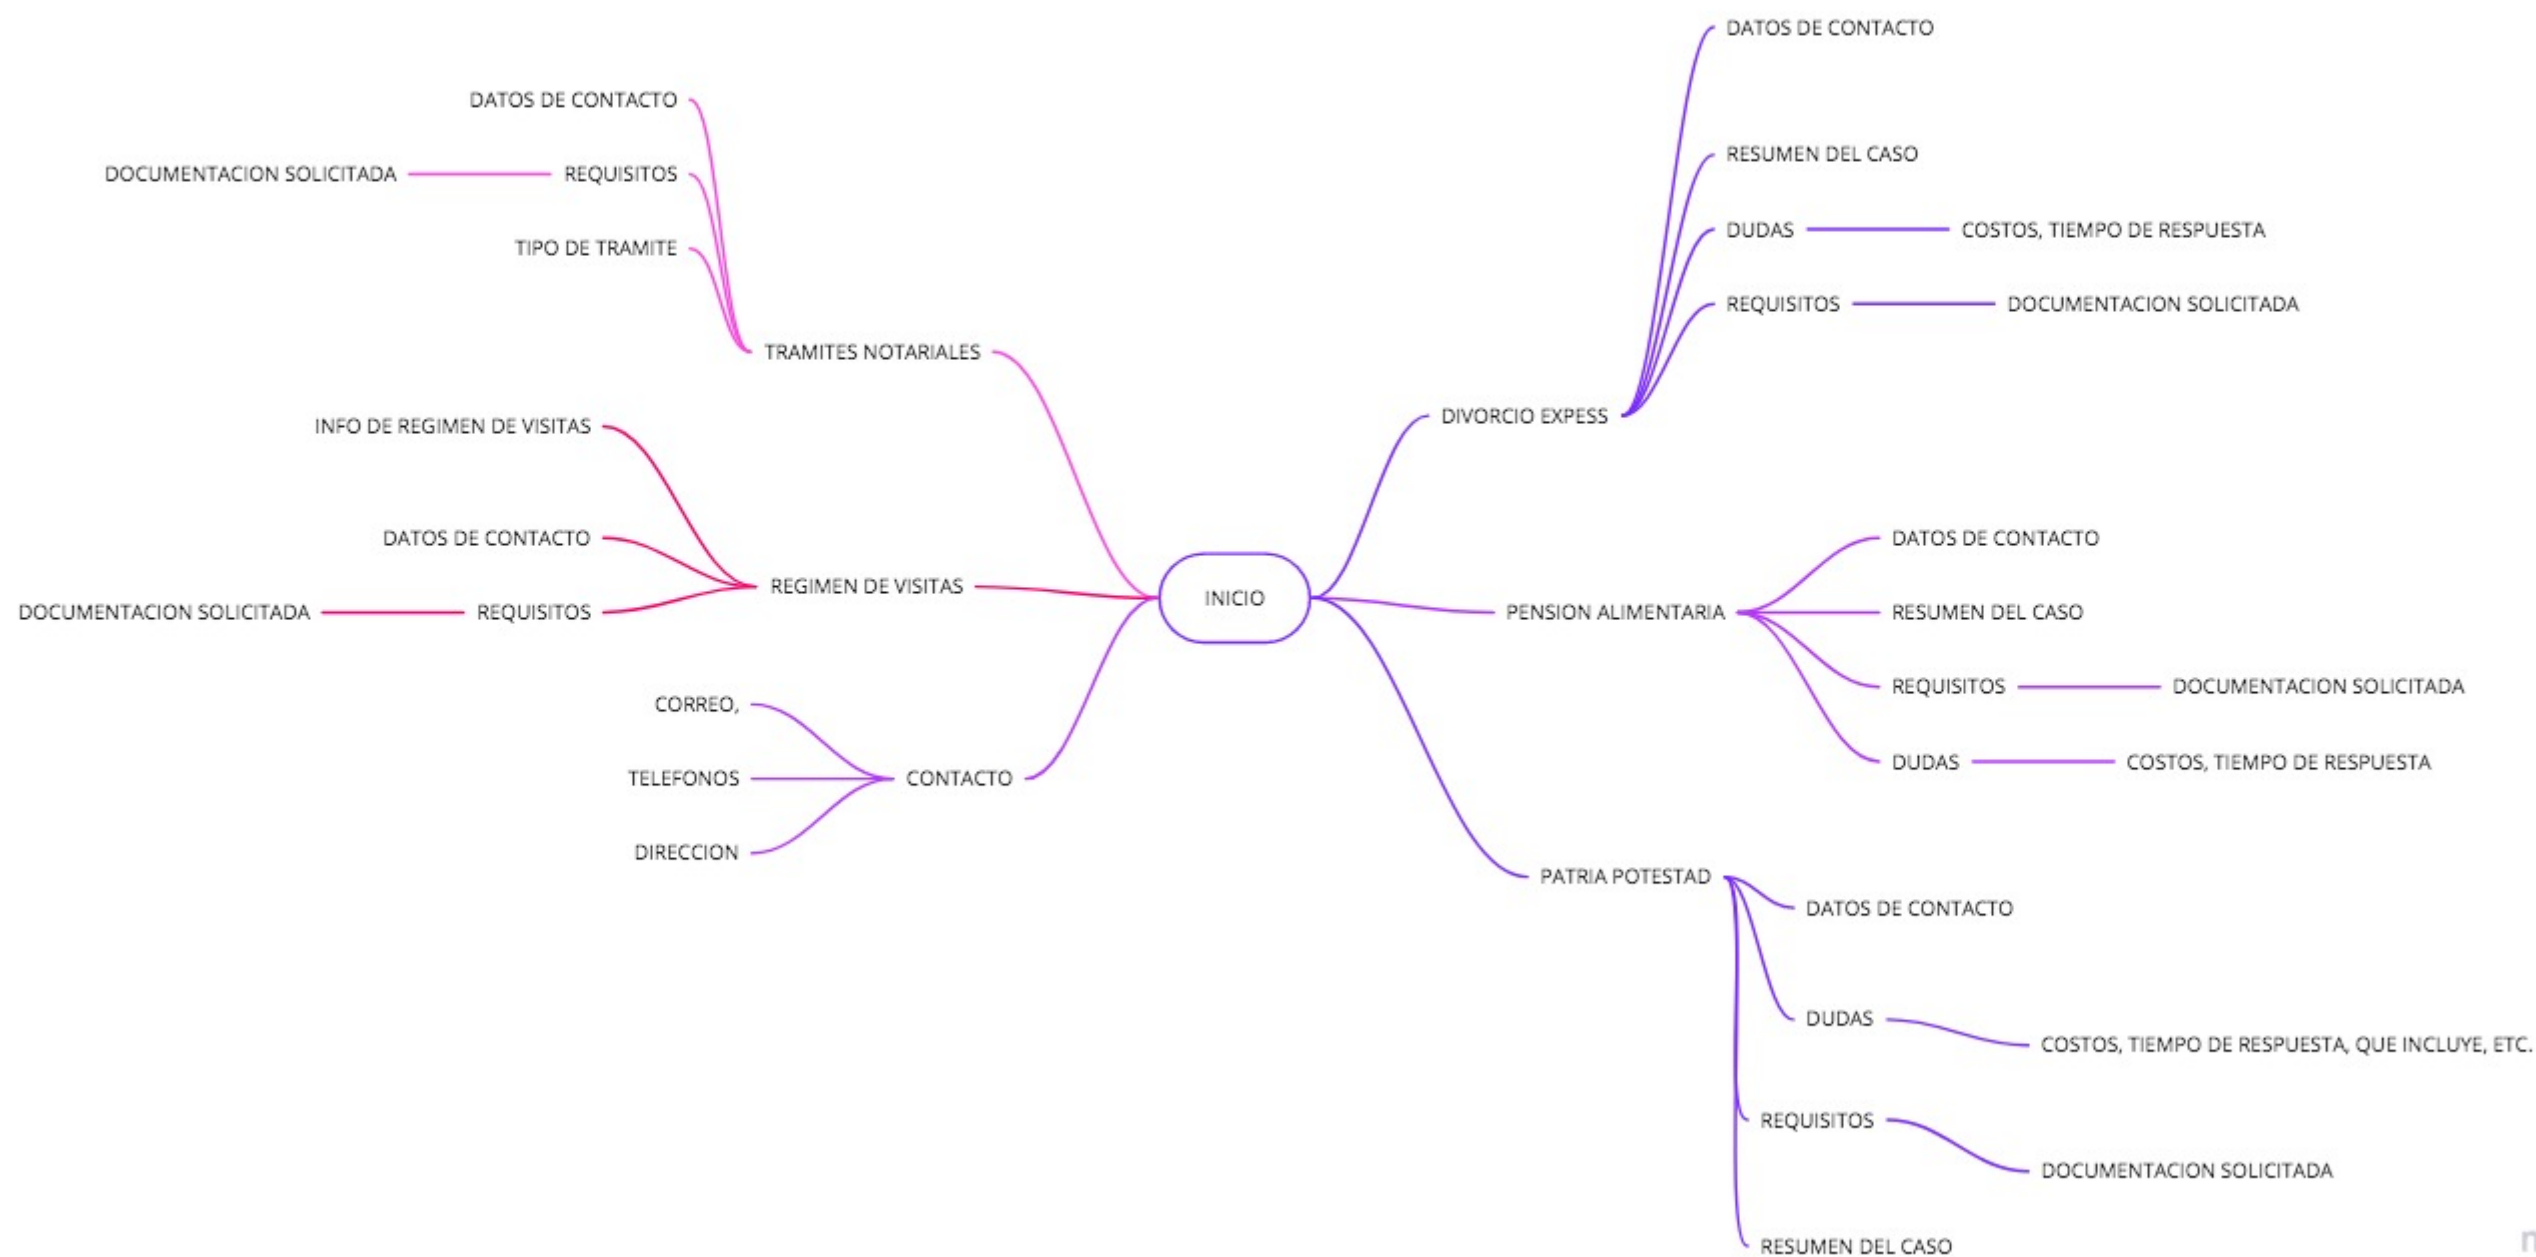 DATOS DE CONTACTO
DOCUMENTACION SOLICITADA
REQUISITOS
TIPO DE TRAMITE
TRAMITES NOTARIALES
INFO DE REGIMEN DE VISITAS
DATOS DE CONTACTO
DOCUMENTACION SOLICITADA
REQUISITOS
REGIMEN DE VISITAS
CORREO,
TELEFONOS
DIRECCION
CONTACTO
INICIO
DIVORCIO EXPESS
DATOS DE CONTACTO
RESUMEN DEL CASO
DUDAS
COSTOS, TIEMPO DE RESPUESTA
REQUISITOS
DOCUMENTACION SOLICITADA
PENSION ALIMENTARIA
DATOS DE CONTACTO
RESUMEN DEL CASO
REQUISITOS
DOCUMENTACION SOLICITADA
DUDAS
COSTOS, TIEMPO DE RESPUESTA
PATRIA POTESTAD
DATOS DE CONTACTO
DUDAS
COSTOS, TIEMPO DE RESPUESTA, QUE INCLUYE, ETC.
REQUISITOS
DOCUMENTACION SOLICITADA
RESUMEN DEL CASO